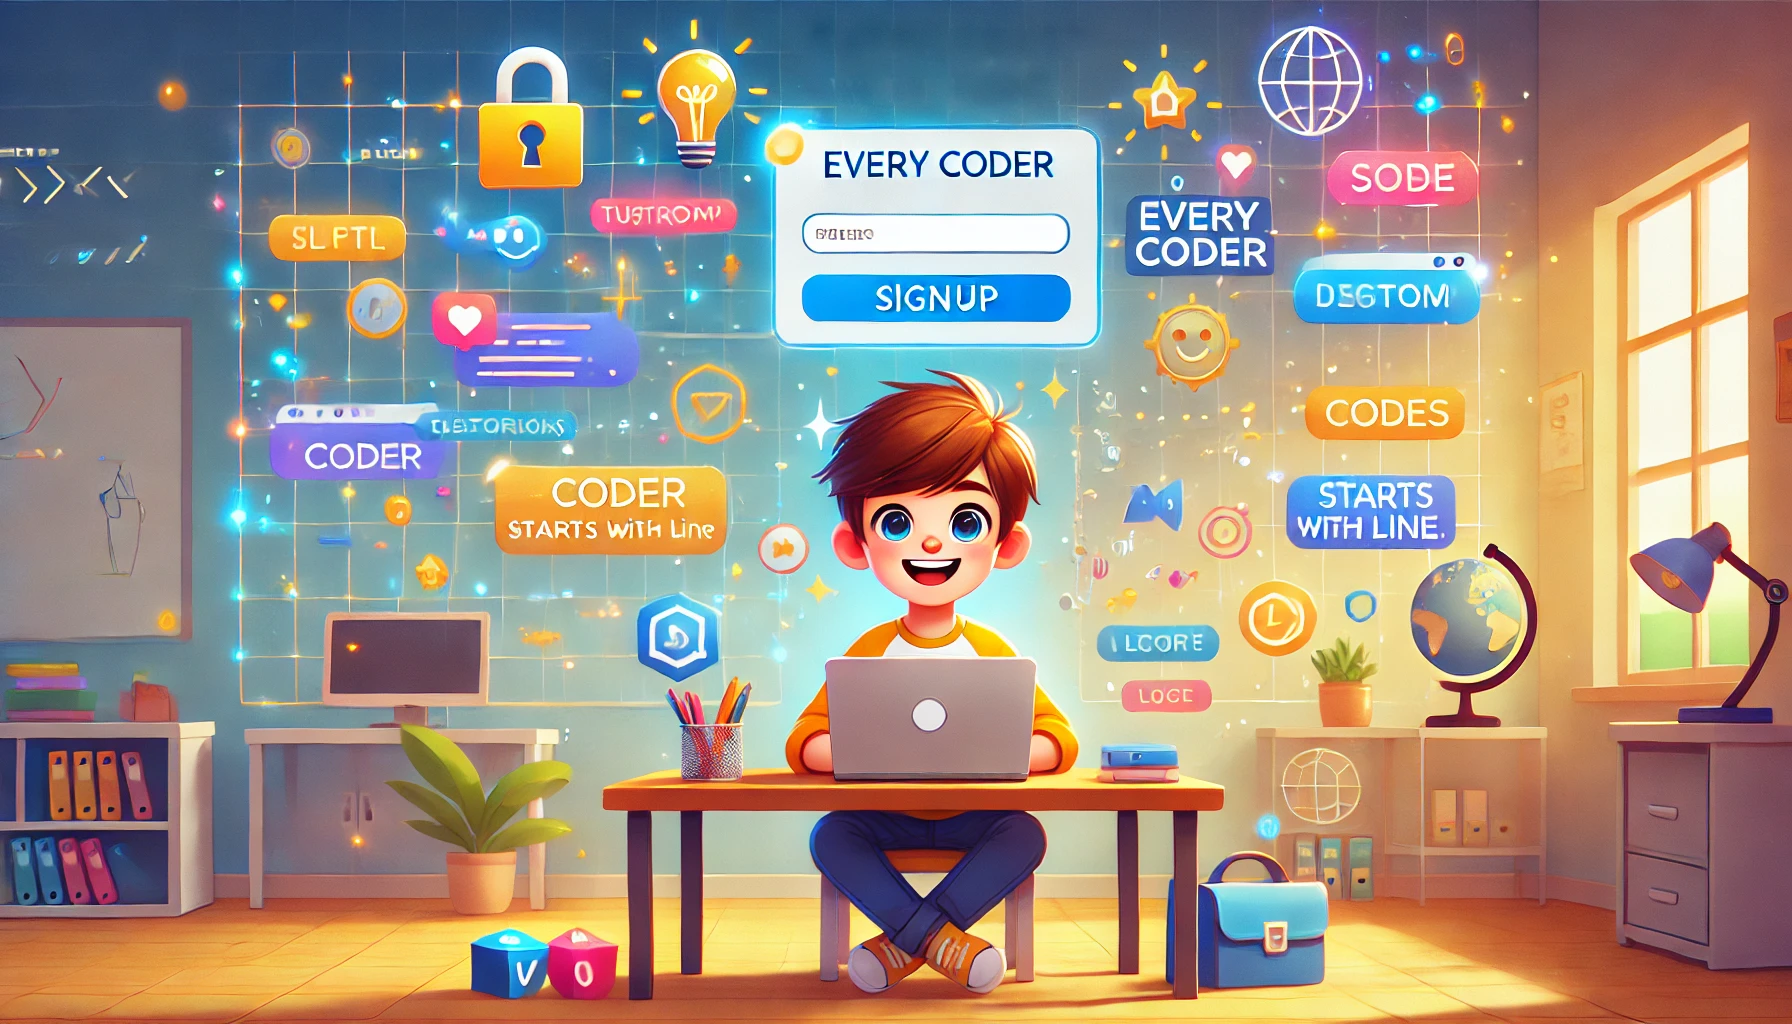 EVERY CODER
SIGNUP
SODE
EVERY
CODER
SL PTL
TUSTROM
DEGTOM
CODES
CODER
CODER
STARTS WITH Line
STARTS
WITH LINE.
I LCORE
LOCE
L
V
O